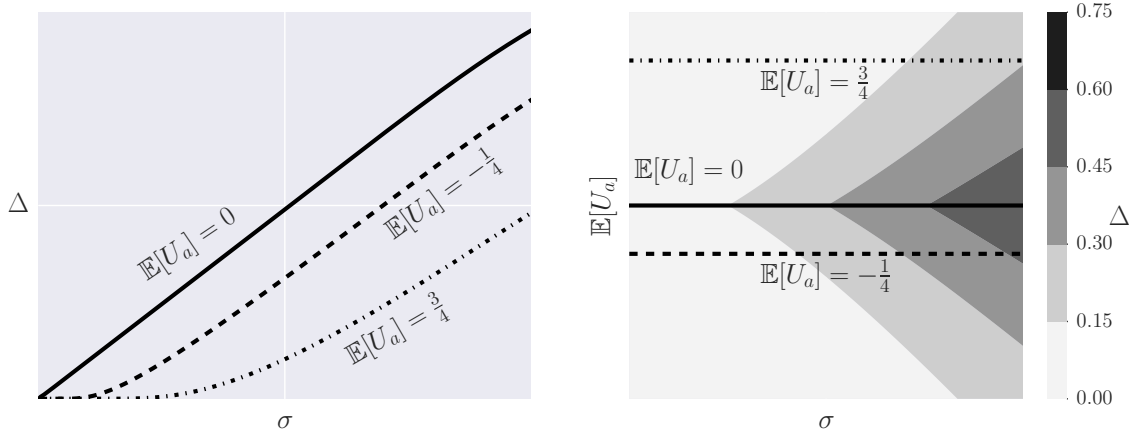 Δ
𝔼[U_a] = 0
𝔼[U_a] = −1/4
𝔼[U_a] = 3/4
σ
𝔼[U_a]
𝔼[U_a] = 3/4
𝔼[U_a] = 0
𝔼[U_a] = −1/4
σ
0.75
0.60
0.45
0.30
0.15
0.00
Δ